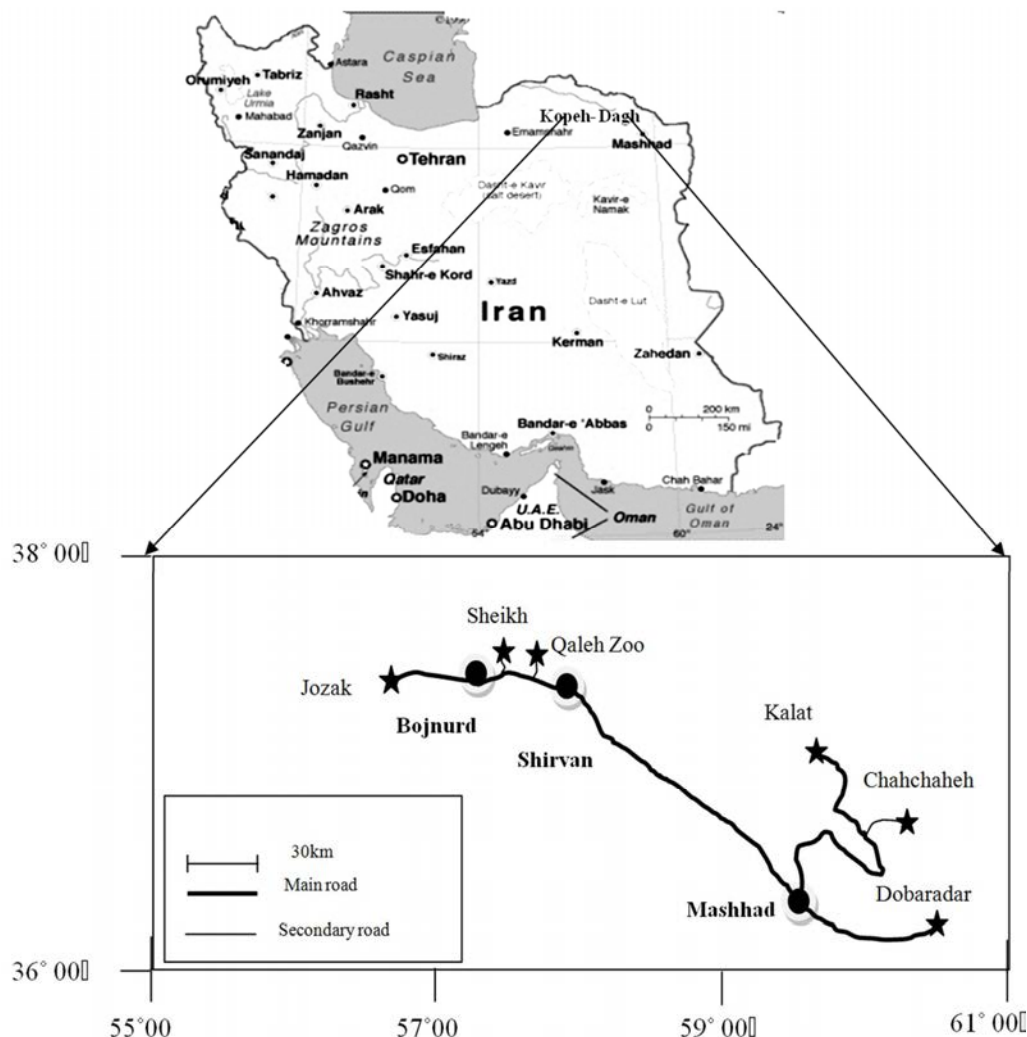 Caspian
Sea
Astara
Orumiyeh
Tabriz
Lake
Urmia
Rasht
Mahabad
Zanjan
Qazvin
Kopeh-Dagh
Emamshahr
Mashhad
Sanandaj
Tehran
Hamadan
Qom
Dasht-e Kavir
(salt desert)
Kavir-e
Namak
Arak
Zagros
Mountains
Esfahan
Shahr-e Kord
Yazd
Ahvaz
Iran
Dasht-e Lut
Khorramshahr
Yasuj
Kerman
Zahedan
Shiraz
Bandar-e
Bushehr
Persian
Gulf
0 200 km
0 150 mi
Bandar-e 'Abbas
Bandar-e
Lengeh
Manama
Qatar
Doha
Dubayy
Jask
Chah Bahar
U.A.E.
Oman
Gulf of
Oman
Abu Dhabi
54°
60°
24°
38° 00
Sheikh
Qaleh Zoo
Jozak
Bojnurd
Shirvan
Kalat
Chahchaheh
30km
Main road
Secondary road
Mashhad
Dobaradar
36° 00
55°00
57°00
59°00
61° 00